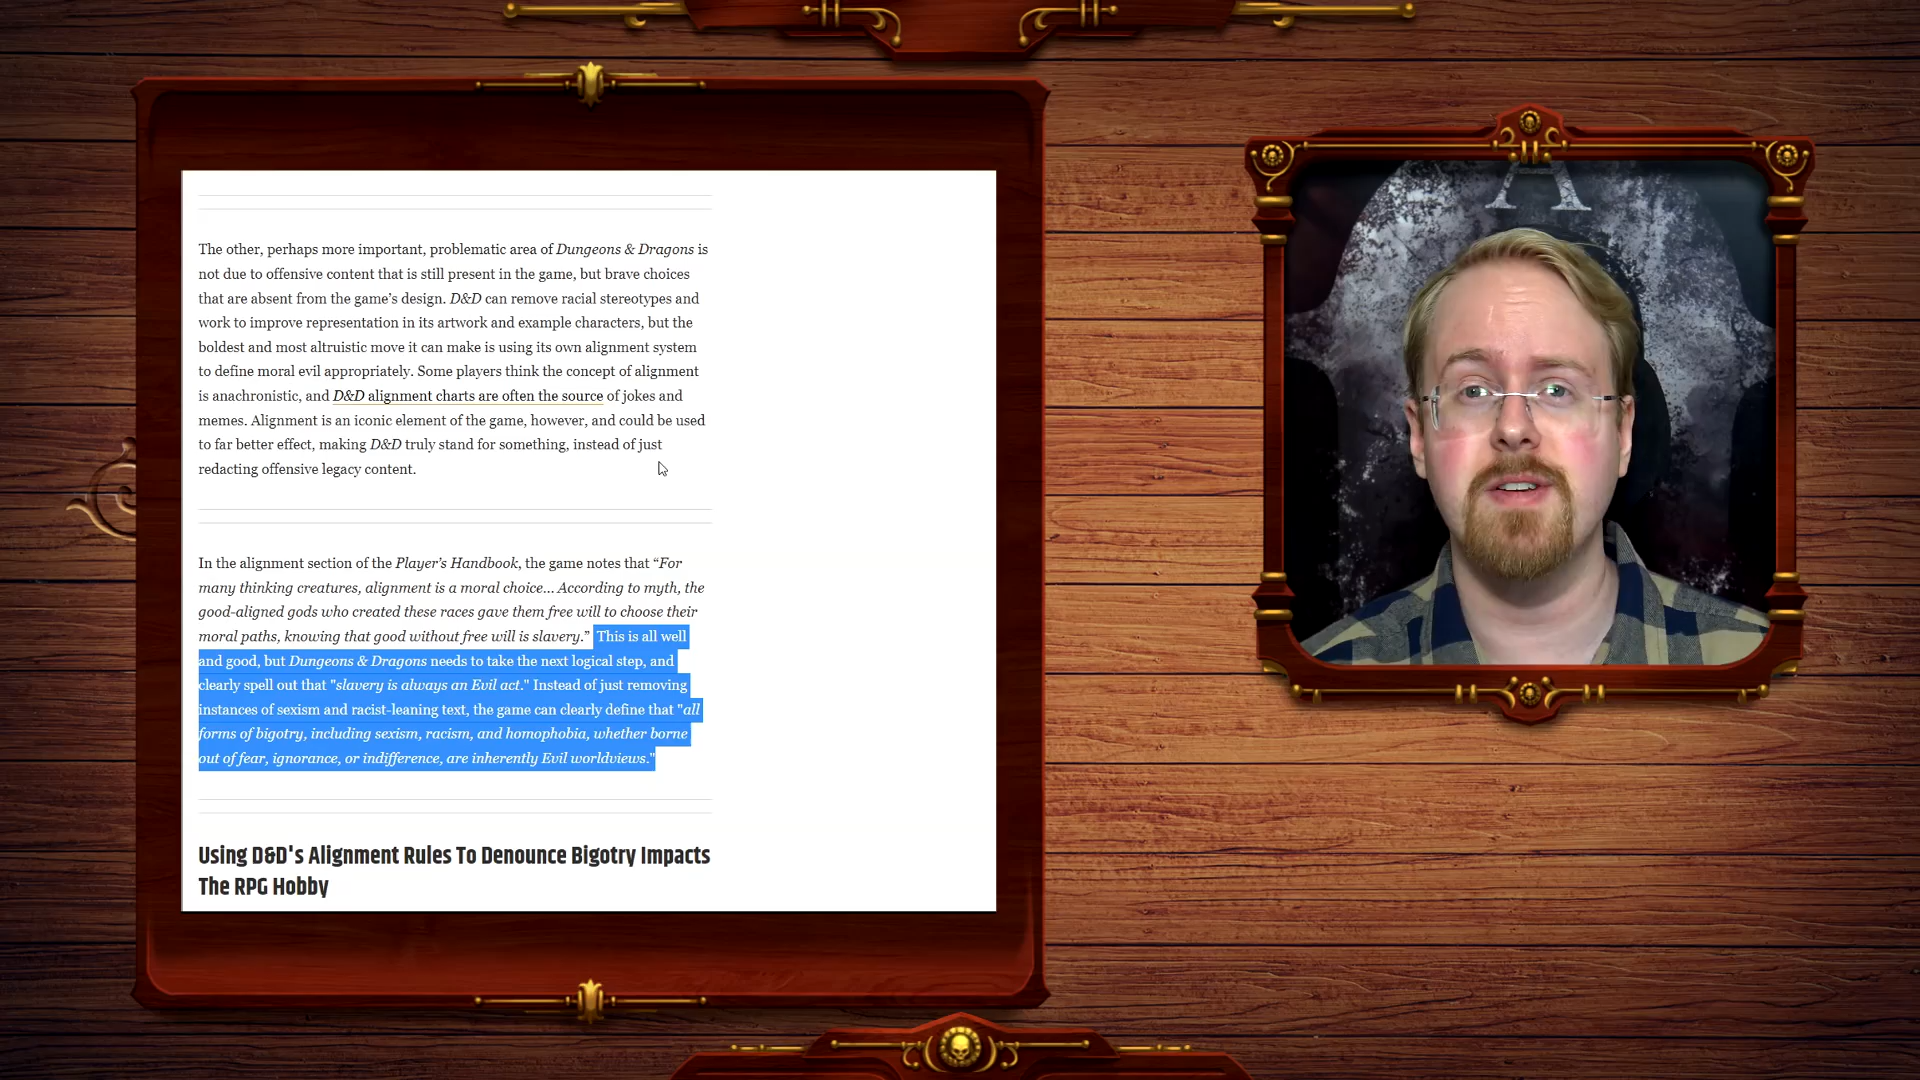 The other, perhaps more important, problematic area of Dungeons & Dragons is
not due to offensive content that is still present in the game, but brave choices
that are absent from the game’s design. D&D can remove racial stereotypes and
work to improve representation in its artwork and example characters, but the
boldest and most altruistic move it can make is using its own alignment system
to define moral evil appropriately. Some players think the concept of alignment
is anachronistic, and D&D alignment charts are often the source of jokes and
memes. Alignment is an iconic element of the game, however, and could be used
to far better effect, making D&D truly stand for something, instead of just
redacting offensive legacy content.
In the alignment section of the Player’s Handbook, the game notes that “For
many thinking creatures, alignment is a moral choice... According to myth, the
good-aligned gods who created these races gave them free will to choose their
moral paths, knowing that good without free will is slavery.” This is all well
and good, but Dungeons & Dragons needs to take the next logical step, and
clearly spell out that "slavery is always an Evil act." Instead of just removing
instances of sexism and racist-leaning text, the game can clearly define that "all
forms of bigotry, including sexism, racism, and homophobia, whether borne
out of fear, ignorance, or indifference, are inherently Evil worldviews."
Using D&D's Alignment Rules To Denounce Bigotry Impacts
The RPG Hobby
A